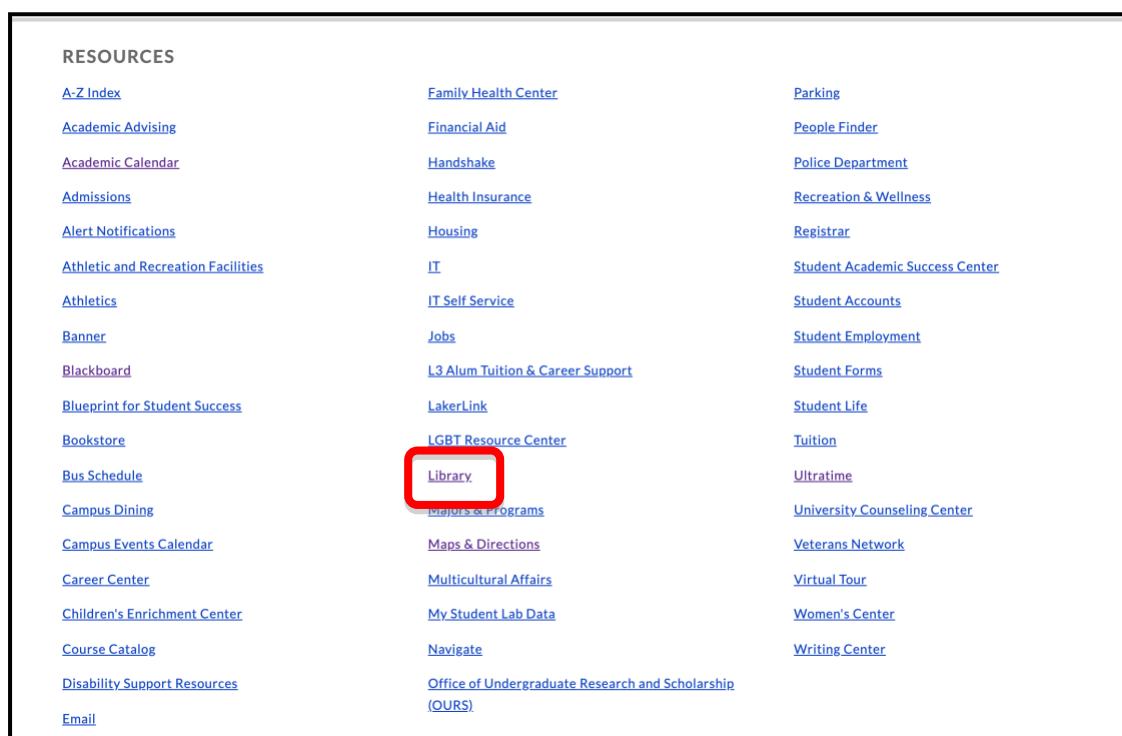 RESOURCES
A-Z Index
Academic Advising
Academic Calendar
Admissions
Alert Notifications
Athletic and Recreation Facilities
Athletics
Banner
Blackboard
Blueprint for Student Success
Bookstore
Bus Schedule
Campus Dining
Campus Events Calendar
Career Center
Children's Enrichment Center
Course Catalog
Disability Support Resources
Email
Family Health Center
Financial Aid
Handshake
Health Insurance
Housing
IT
IT Self Service
Jobs
L3 Alum Tuition & Career Support
LakerLink
LGBT Resource Center
Library
Majors & Programs
Maps & Directions
Multicultural Affairs
My Student Lab Data
Navigate
Office of Undergraduate Research and Scholarship
(OURS)
Parking
People Finder
Police Department
Recreation & Wellness
Registrar
Student Academic Success Center
Student Accounts
Student Employment
Student Forms
Student Life
Tuition
Ultratime
University Counseling Center
Veterans Network
Virtual Tour
Women's Center
Writing Center